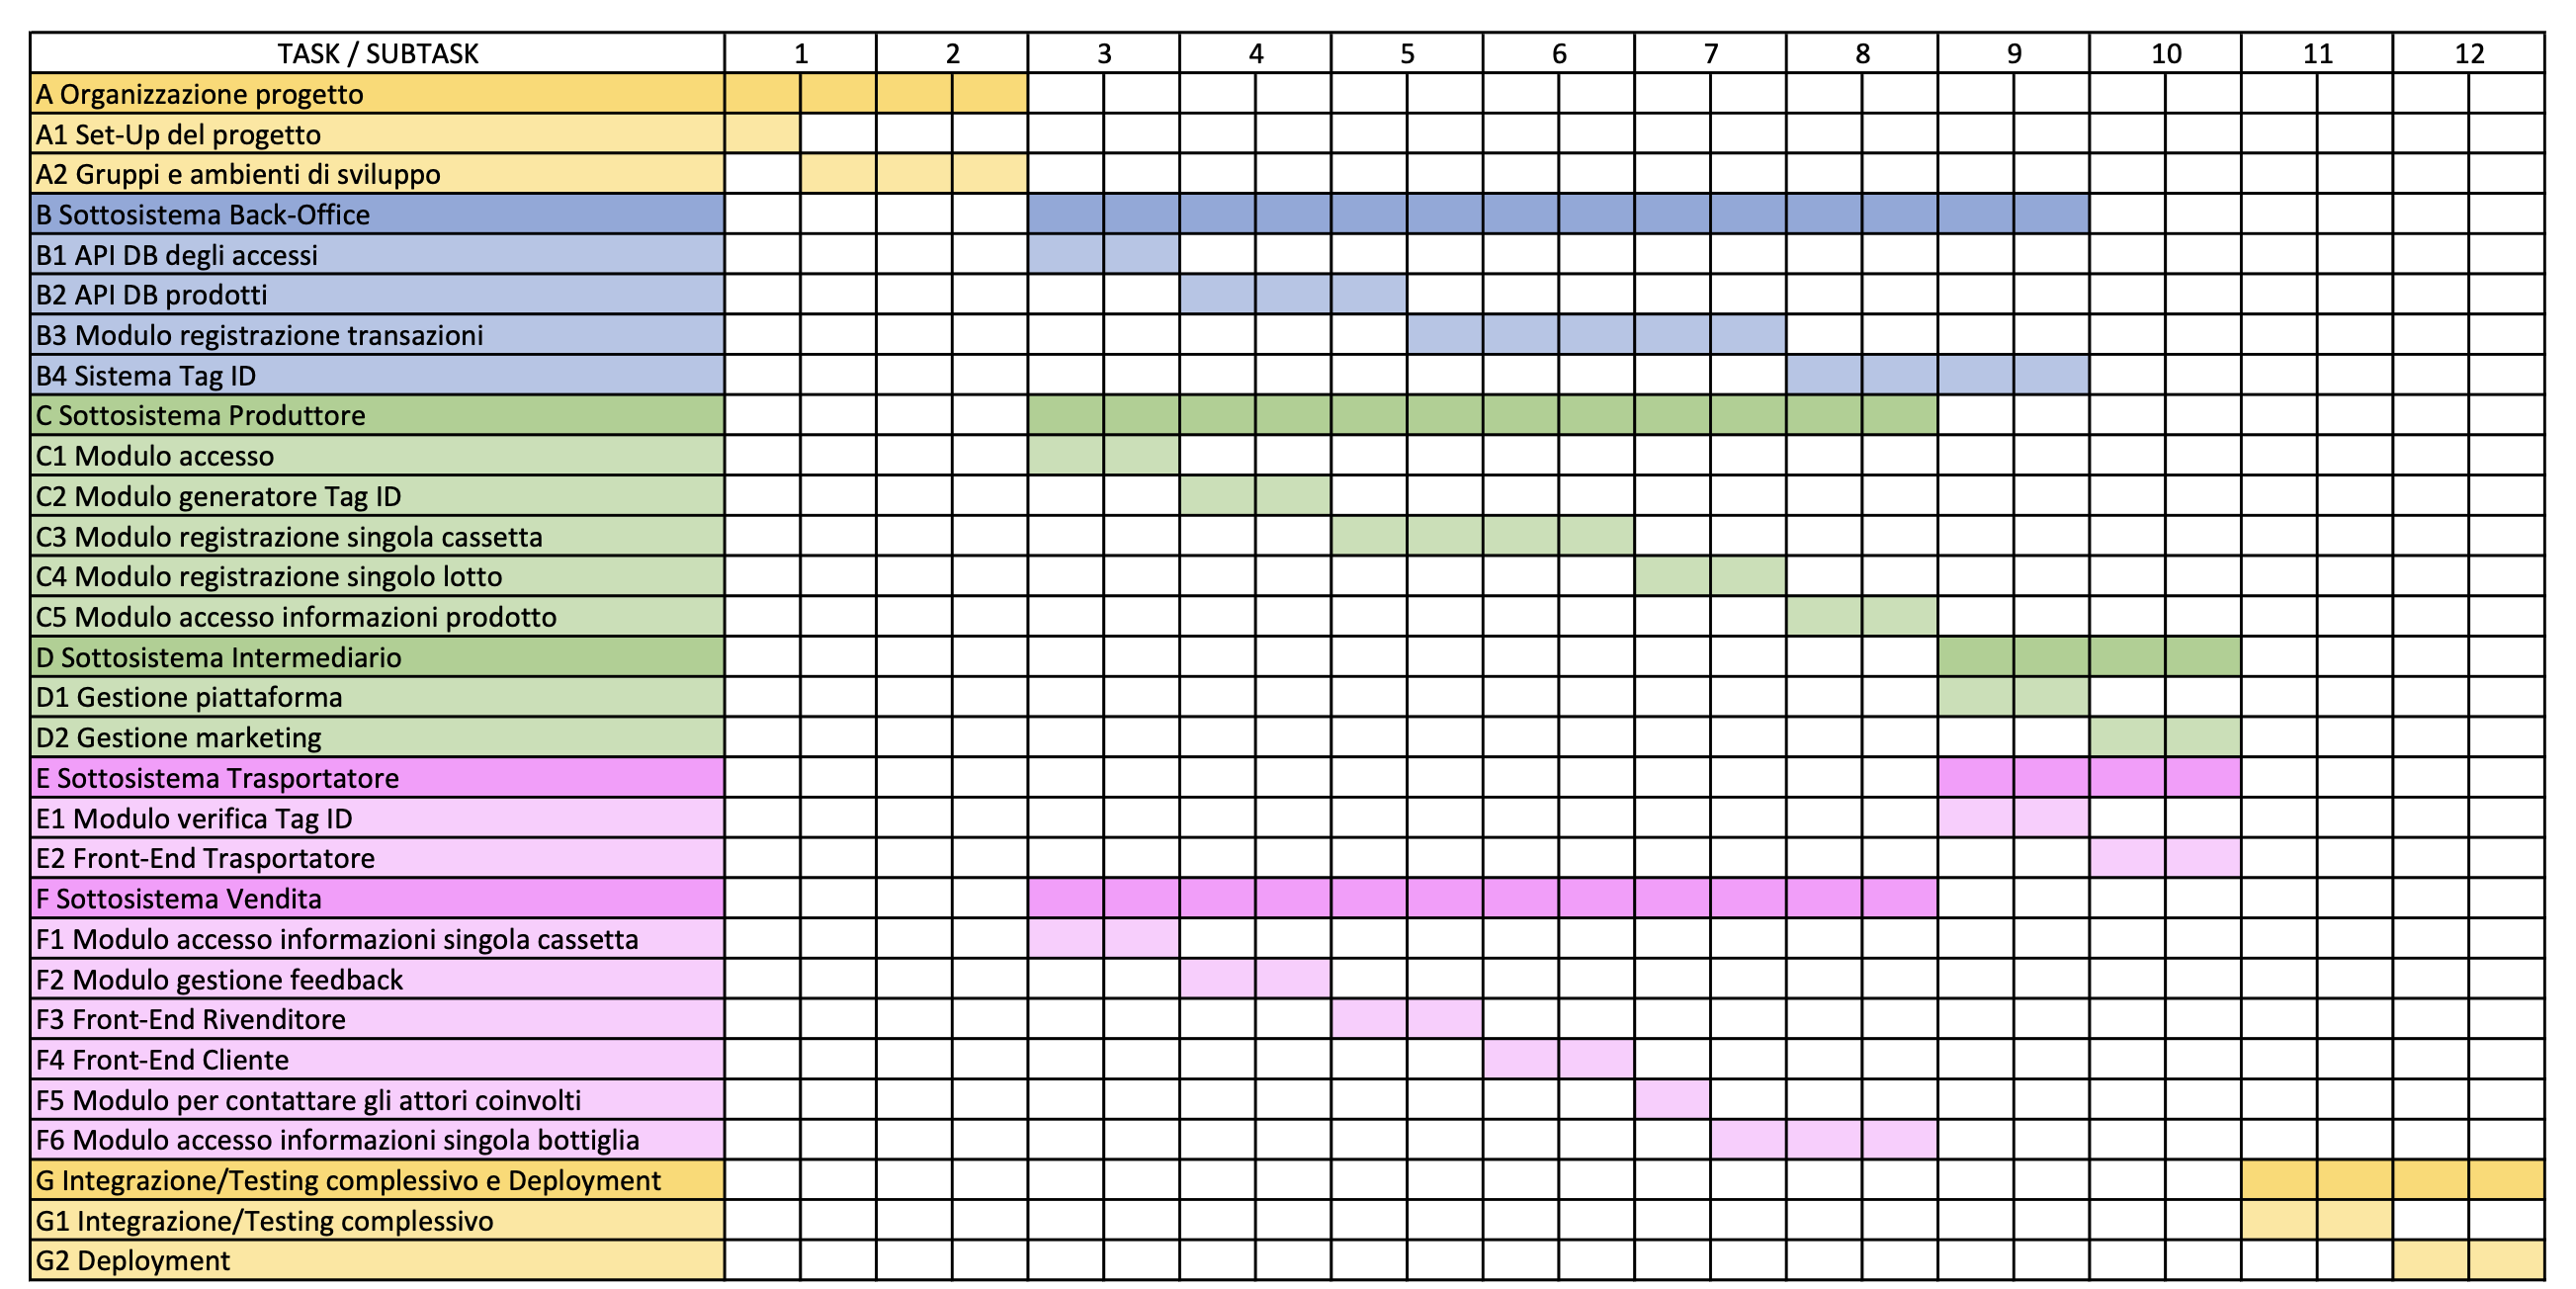 TASK / SUBTASK 1 2 3 4 5 6 7 8 9 10 11 12
A Organizzazione progetto
A1 Set-Up del progetto
A2 Gruppi e ambienti di sviluppo
B Sottosistema Back-Office
B1 API DB degli accessi
B2 API DB prodotti
B3 Modulo registrazione transazioni
B4 Sistema Tag ID
C Sottosistema Produttore
C1 Modulo accesso
C2 Modulo generatore Tag ID
C3 Modulo registrazione singola cassetta
C4 Modulo registrazione singolo lotto
C5 Modulo accesso informazioni prodotto
D Sottosistema Intermediario
D1 Gestione piattaforma
D2 Gestione marketing
E Sottosistema Trasportatore
E1 Modulo verifica Tag ID
E2 Front-End Trasportatore
F Sottosistema Vendita
F1 Modulo accesso informazioni singola cassetta
F2 Modulo gestione feedback
F3 Front-End Rivenditore
F4 Front-End Cliente
F5 Modulo per contattare gli attori coinvolti
F6 Modulo accesso informazioni singola bottiglia
G Integrazione/Testing complessivo e Deployment
G1 Integrazione/Testing complessivo
G2 Deployment